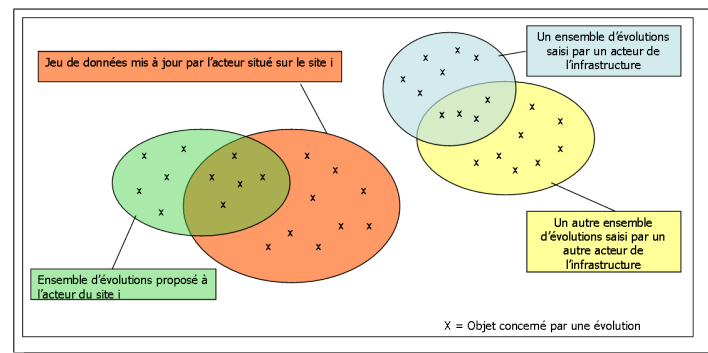 Jeu de données mis à jour par l'acteur situé sur le site i
Un ensemble d'évolutions
saisi par un acteur de
l'infrastructure
Un autre ensemble
d'évolutions saisi par un
autre acteur de
l'infrastructure
Ensemble d'évolutions proposé à
l'acteur du site i
X = Objet concerné par une évolution